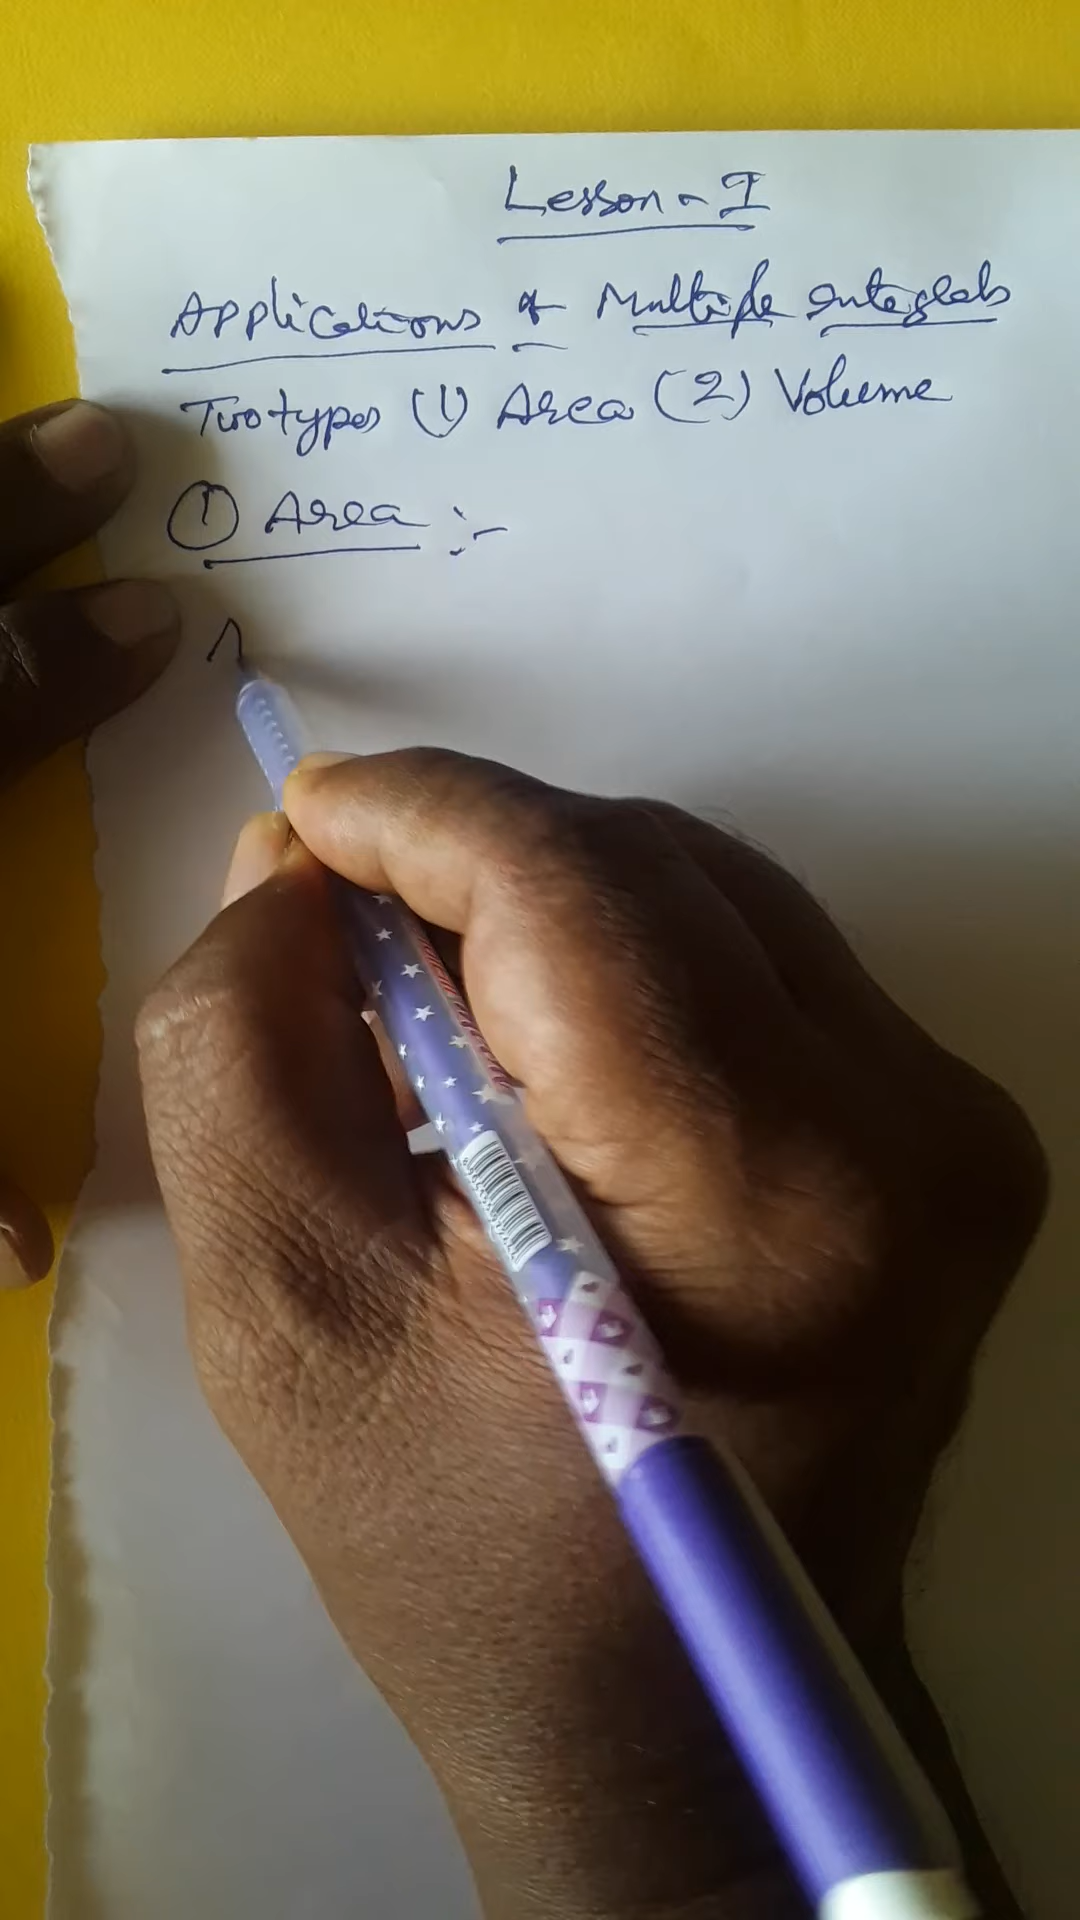 Lesson - I
Applications of Multiple Integrals
Two types (1) Area (2) Volume
① Area :-